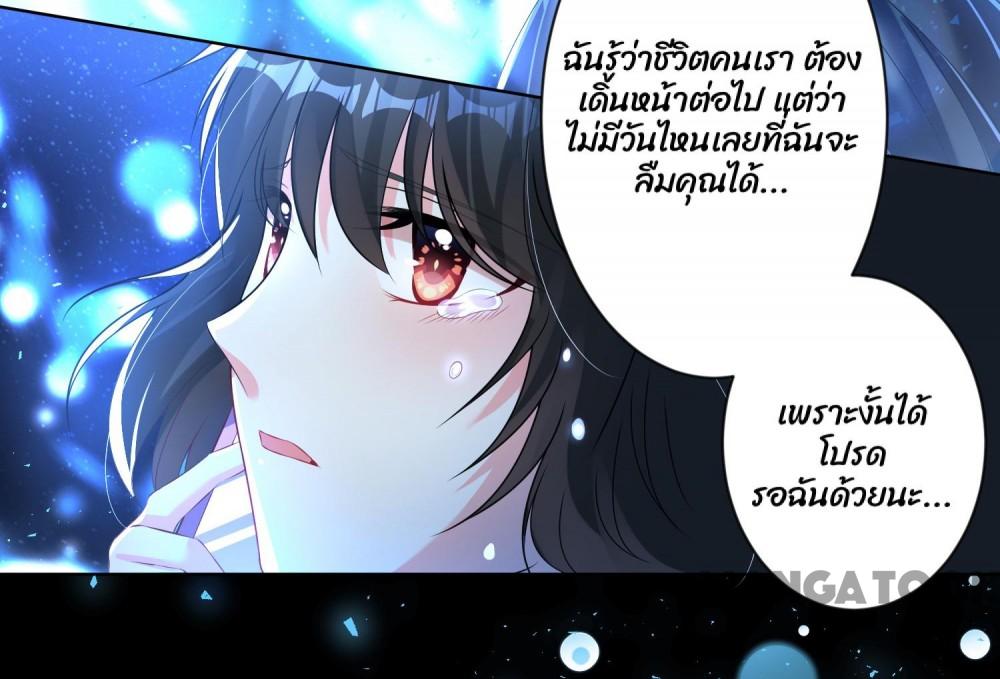 ฉันรู้ว่าชีวิตคนเรา ต้อง
เดินหน้าต่อไป แต่ว่า
ไม่มีวันไหนเลยที่ฉันจะ
ลืมคุณได้...
เพราะงั้นได้
โปรด
รอฉันด้วยนะ...